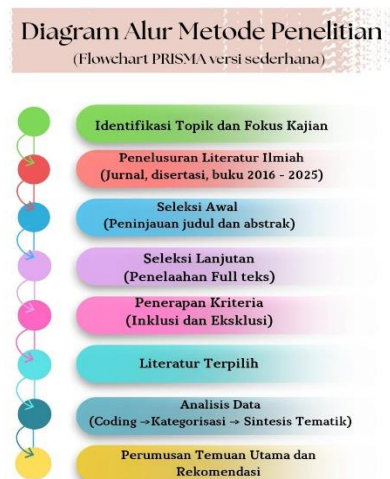 Diagram Alur Metode Penelitian
(Flowchart PRISMA versi sederhana)
Identifikasi Topik dan Fokus Kajian
Penelusuran Literatur Ilmiah
(Jurnal, disertasi, buku 2016 - 2025)
Seleksi Awal
(Peninjauan judul dan abstrak)
Seleksi Lanjutan
(Penelaahan Full teks)
Penerapan Kriteria
(Inklusi dan Eksklusi)
Literatur Terpilih
Analisis Data
(Coding → Kategorisasi → Sintesis Tematik)
Perumusan Temuan Utama dan
Rekomendasi